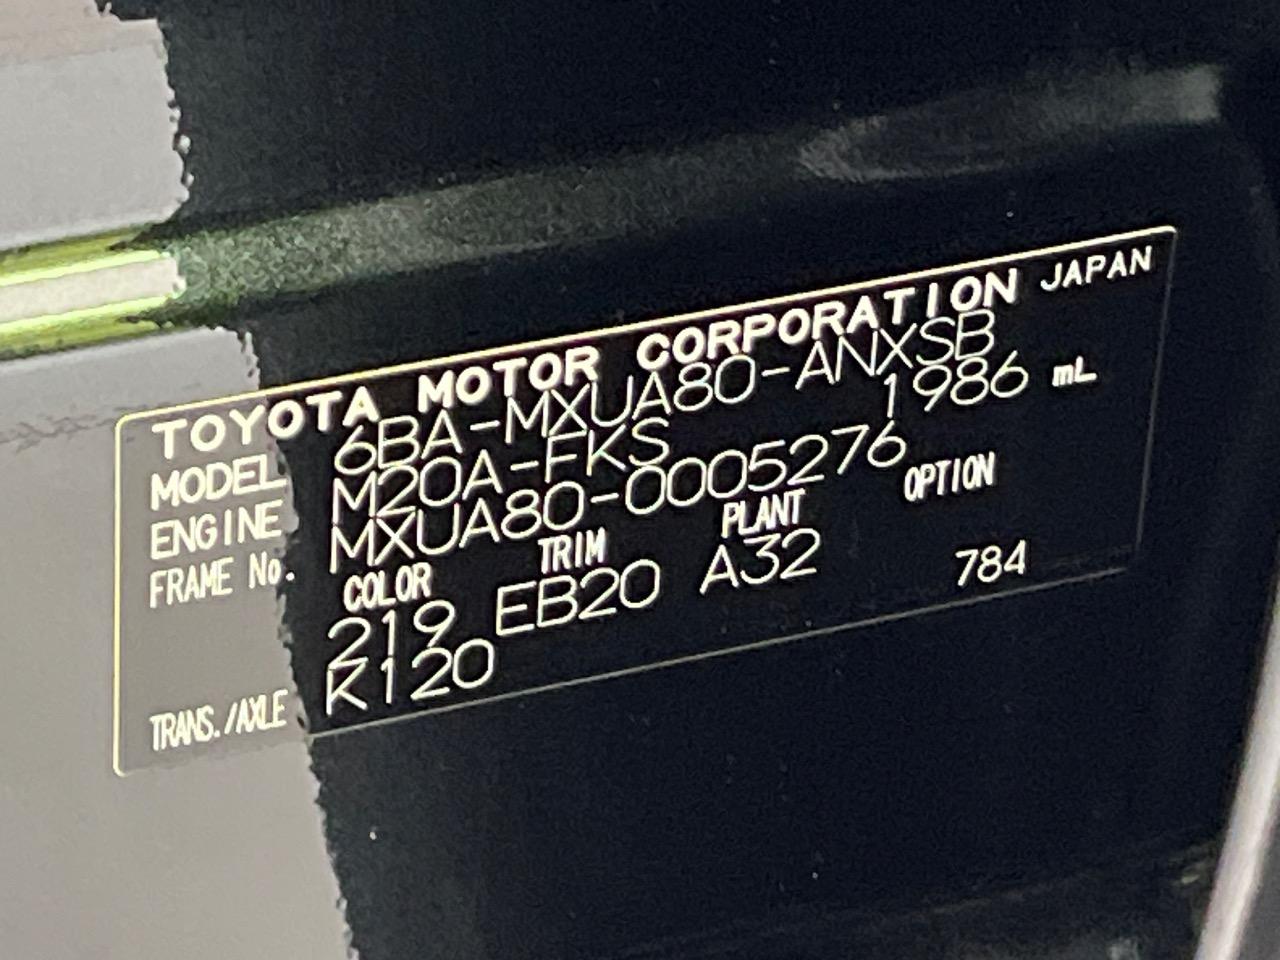 TOYOTA MOTOR CORPORATION JAPAN
MODEL 6BA-MXUA80-ANXSB
ENGINE M20A-FKS 1986 mL
FRAME No. MXUA80-0005276
COLOR TRIM PLANT OPTION
219 EB20 A32 784
TRANS./AXLE K120